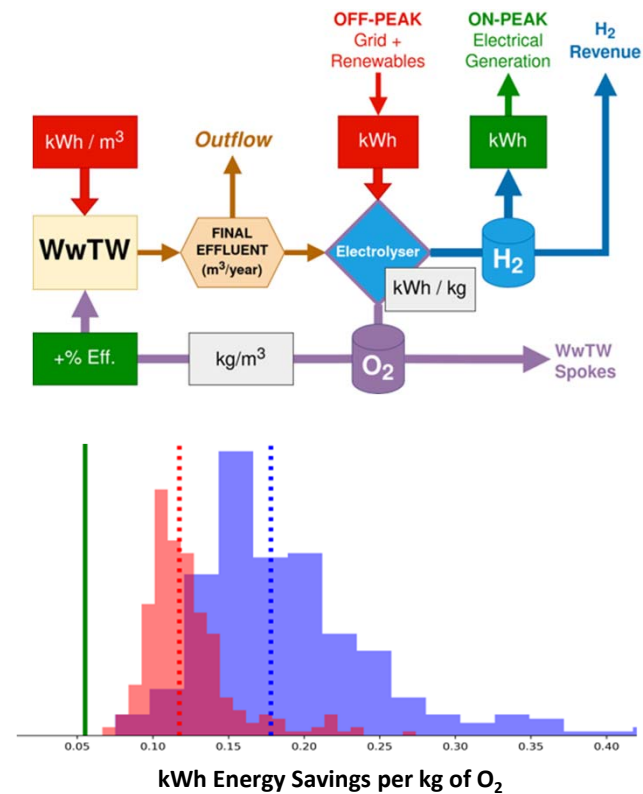 OFF-PEAK
Grid +
Renewables
ON-PEAK
Electrical
Generation
H₂
Revenue
kWh / m³
Outflow
kWh
kWh
WwTW
FINAL
EFFLUENT
(m³/year)
Electrolyser
H₂
kWh / kg
+% Eff.
kg/m³
O₂
WwTW
Spokes
0.05 0.10 0.15 0.20 0.25 0.30 0.35 0.40
kWh Energy Savings per kg of O₂